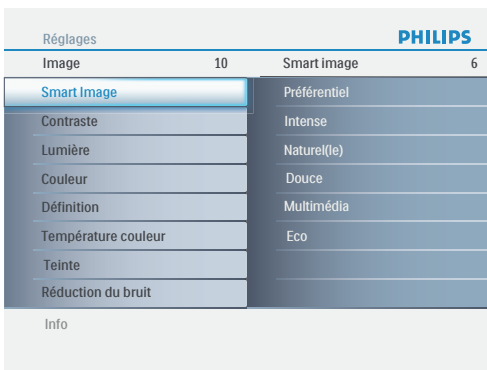 Réglages PHILIPS
Image 10 Smart image 6
Smart Image Préférentiel
Contraste Intense
Lumière Naturel(le)
Couleur Douce
Définition Multimédia
Température couleur Eco
Teinte
Réduction du bruit
Info